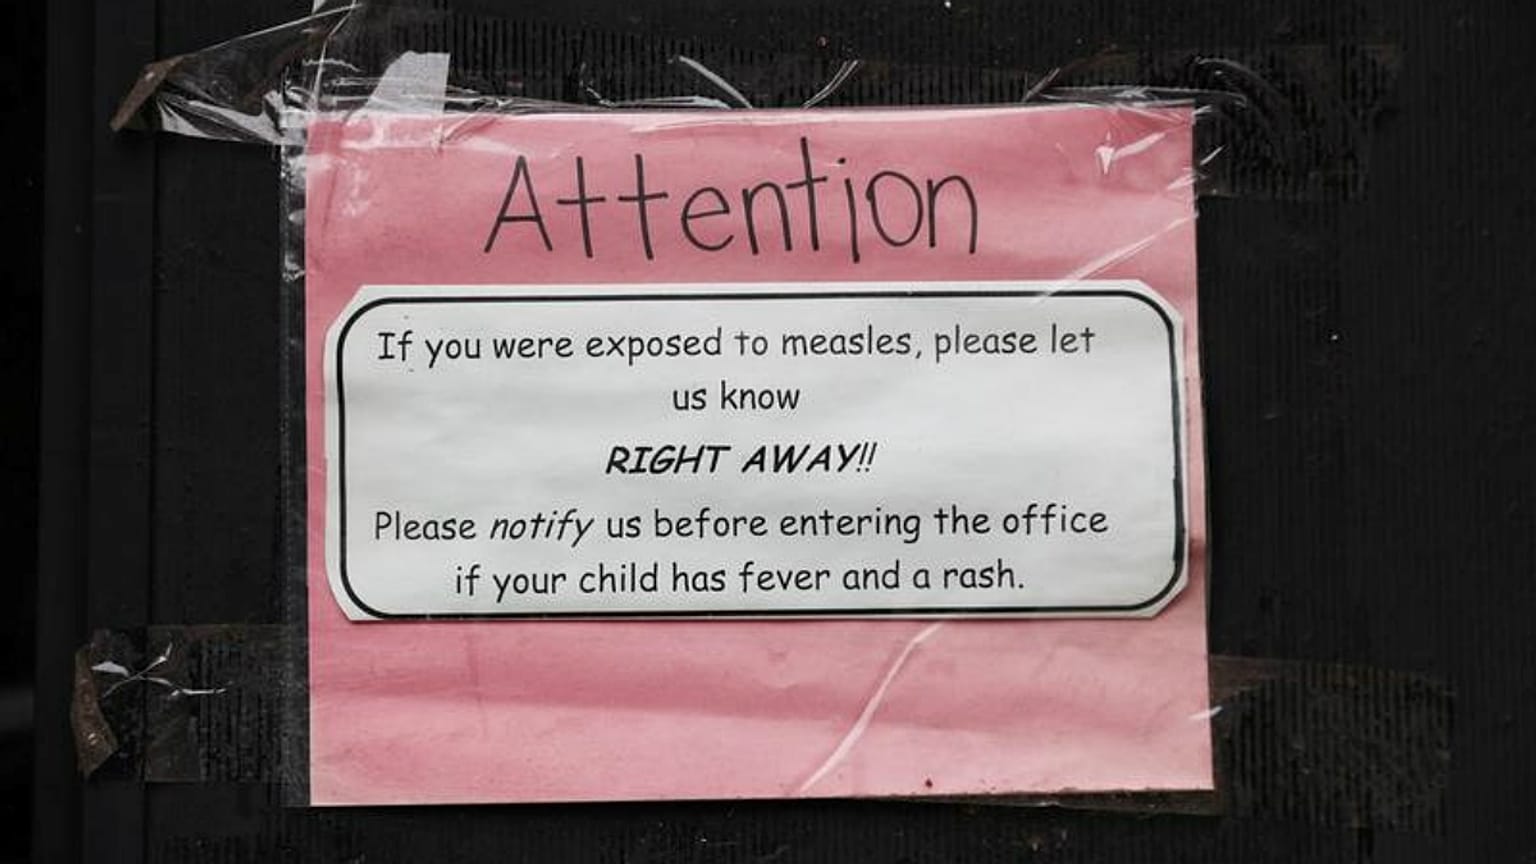 Attention
If you were exposed to measles, please let
us know
RIGHT AWAY!!
Please notify us before entering the office
if your child has fever and a rash.